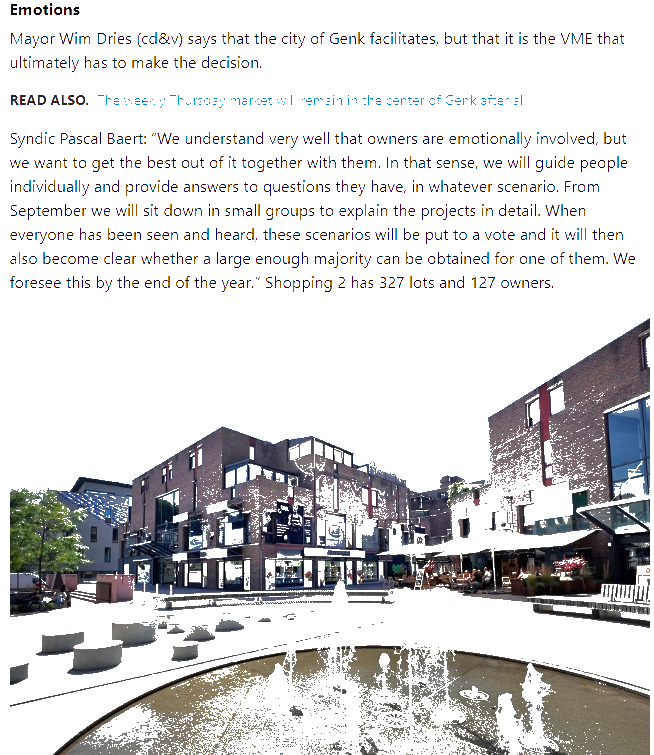 Emotions
Mayor Wim Dries (cd&v) says that the city of Genk facilitates, but that it is the VME that
ultimately has to make the decision.
READ ALSO. The weekly Thursday market will remain in the center of Genk after all
Syndic Pascal Baert: “We understand very well that owners are emotionally involved, but
we want to get the best out of it together with them. In that sense, we will guide people
individually and provide answers to questions they have, in whatever scenario. From
September we will sit down in small groups to explain the projects in detail. When
everyone has been seen and heard, these scenarios will be put to a vote and it will then
also become clear whether a large enough majority can be obtained for one of them. We
foresee this by the end of the year.” Shopping 2 has 327 lots and 127 owners.